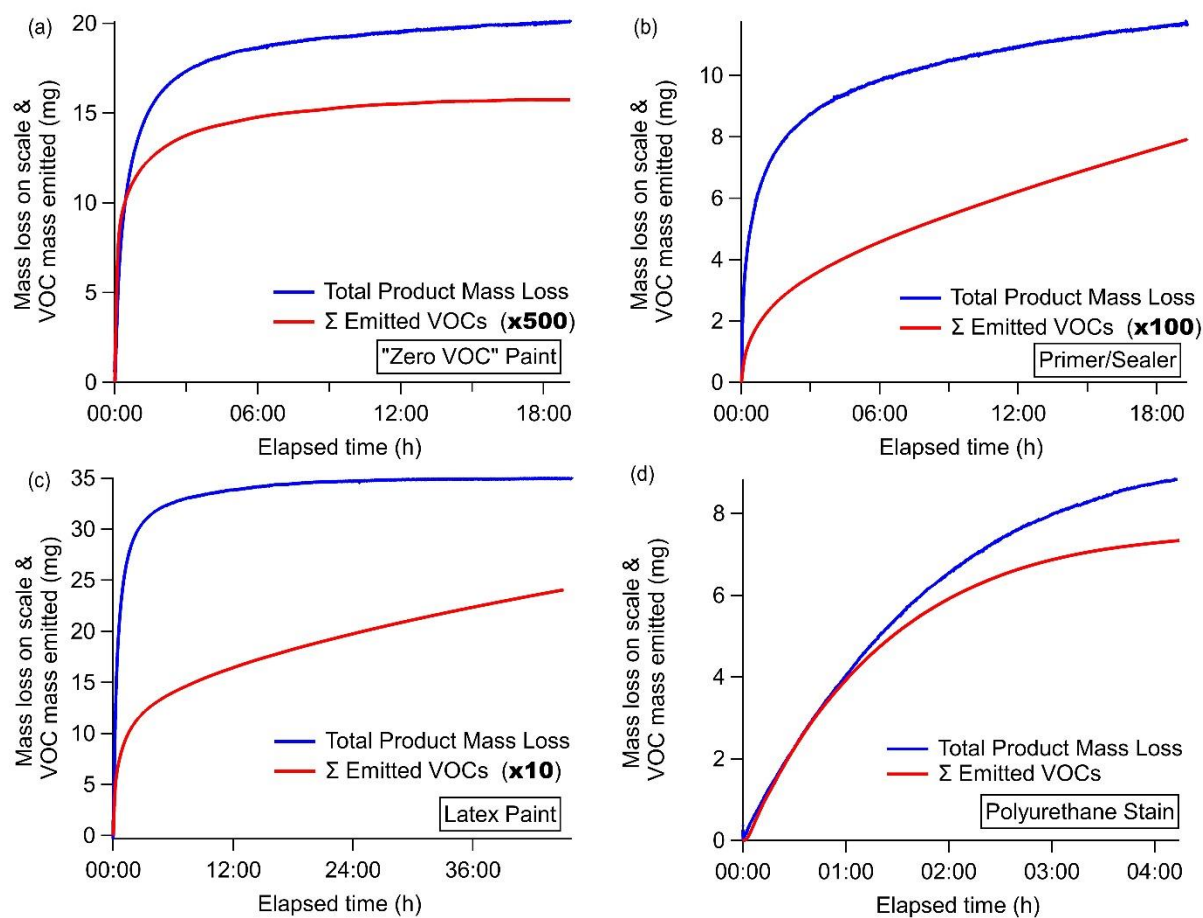 (a)
Mass loss on scale &
VOC mass emitted (mg)
20
15
10
5
0
Total Product Mass Loss
Σ Emitted VOCs (x500)
"Zero VOC" Paint
00:00 06:00 12:00 18:00
Elapsed time (h)
(b)
Mass loss on scale &
VOC mass emitted (mg)
10
8
6
4
2
0
Total Product Mass Loss
Σ Emitted VOCs (x100)
Primer/Sealer
00:00 06:00 12:00 18:00
Elapsed time (h)
(c)
Mass loss on scale &
VOC mass emitted (mg)
35
30
25
20
15
10
5
0
Total Product Mass Loss
Σ Emitted VOCs (x10)
Latex Paint
00:00 12:00 24:00 36:00
Elapsed time (h)
(d)
Mass loss on scale &
VOC mass emitted (mg)
8
6
4
2
0
Total Product Mass Loss
Σ Emitted VOCs
Polyurethane Stain
00:00 01:00 02:00 03:00 04:00
Elapsed time (h)